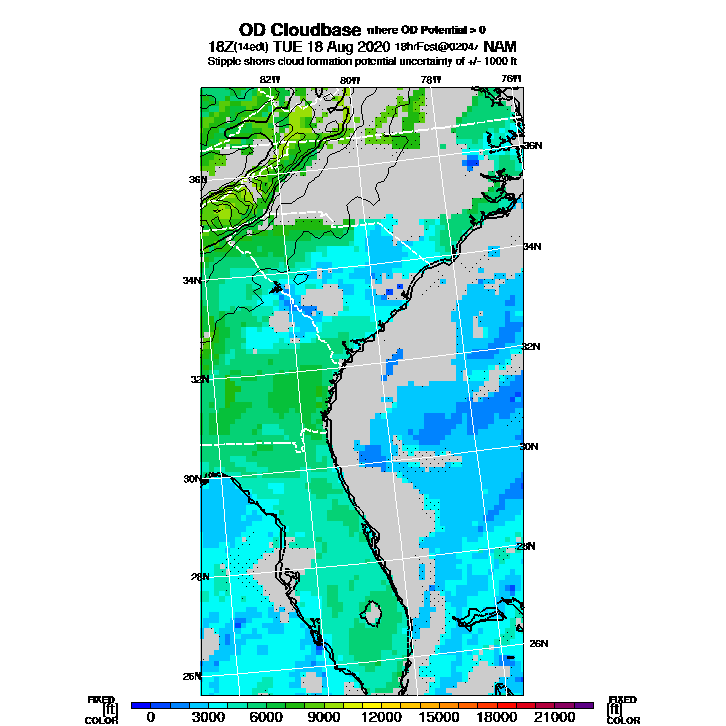 OD Cloudbase where OD Potential > 0
18Z(14edt) TUE 18 Aug 2020 18hrFcst@0204z NAM
Stipple shows cloud formation potential uncertainty of +/- 1000 ft
82W 80W 78W 76W
36N
36N
34N
34N
32N
32N
30N
30N
28N
28N
26N
26N
FIXED FIXED
[ft] [ft]
COLOR COLOR
0 3000 6000 9000 12000 15000 18000 21000